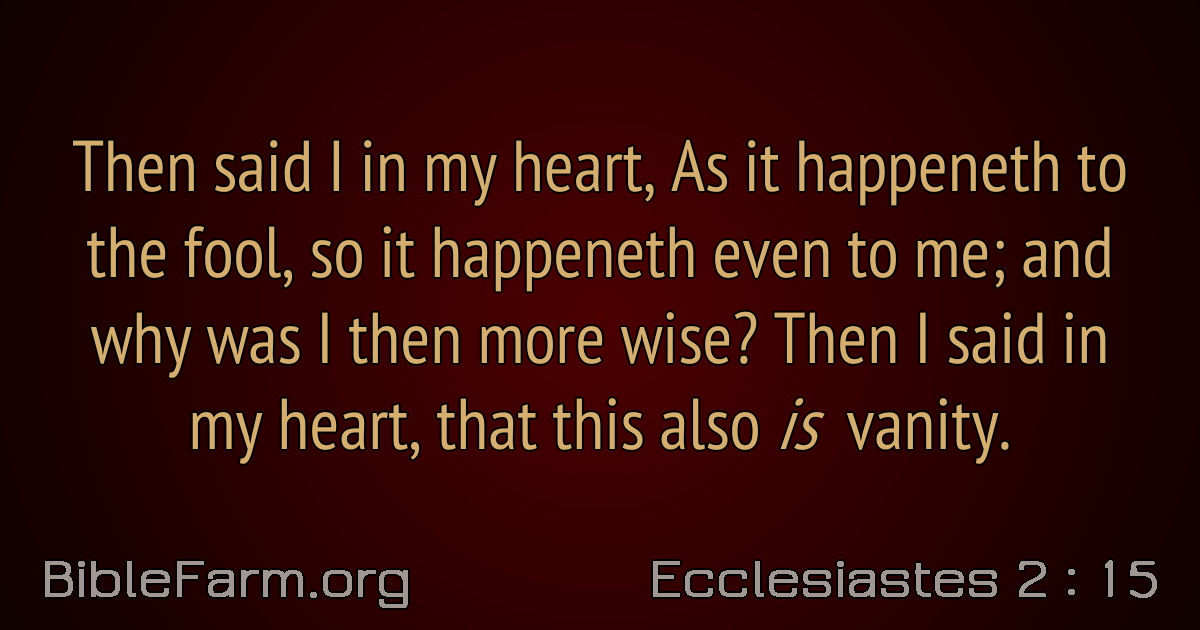 Then said I in my heart, As it happeneth to
the fool, so it happeneth even to me; and
why was I then more wise? Then I said in
my heart, that this also is vanity.
BibleFarm.org
Ecclesiastes 2 : 15